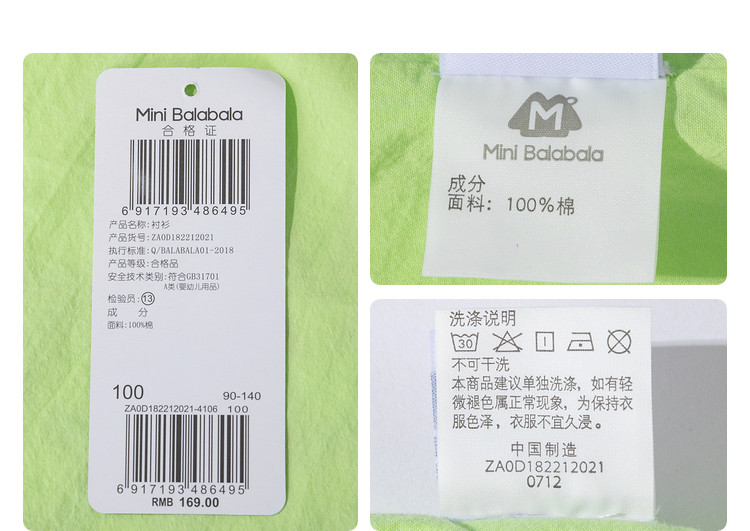 Mini Balabala
合格证
6 917193 486495
产品名称: 衬衫
产品货号: ZA0D182212021
执行标准: Q/BALABALA01-2018
产品等级: 合格品
安全技术类别: 符合GB31701
A类(婴幼儿用品)
检验员: 13
成 分
面料: 100%棉
100 90-140
ZA0D182212021-4106 100
6 917193 486495
RMB 169.00
M
Mini Balabala
成分
面料: 100%棉
洗涤说明
30
不可干洗
本商品建议单独洗涤, 如有轻
微褪色属正常现象, 为保持衣
服色泽, 衣服不宜久浸。
中国制造
ZA0D182212021
0712